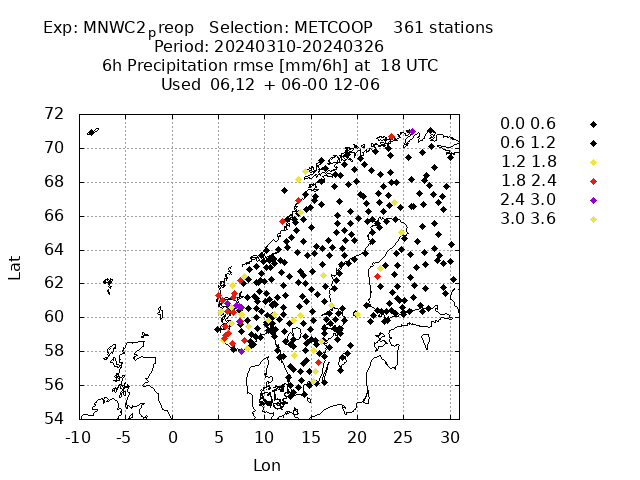 Exp: MNWC2preop Selection: METCOOP 361 stations
Period: 20240310-20240326
6h Precipitation rmse [mm/6h] at 18 UTC
Used 06,12 + 06-00 12-06
72
70
68
66
64
62
60
58
56
54
Lat
-10 -5 0 5 10 15 20 25 30
Lon
0.0 0.6
0.6 1.2
1.2 1.8
1.8 2.4
2.4 3.0
3.0 3.6